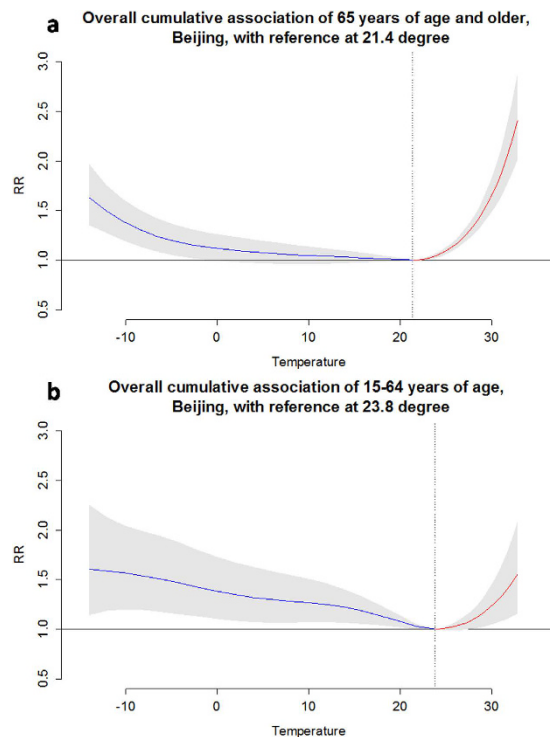 a
Overall cumulative association of 65 years of age and older,
Beijing, with reference at 21.4 degree
3.0
2.5
2.0
1.5
1.0
0.5
RR
-10 0 10 20 30
Temperature
b
Overall cumulative association of 15-64 years of age,
Beijing, with reference at 23.8 degree
3.0
2.5
2.0
1.5
1.0
0.5
RR
-10 0 10 20 30
Temperature